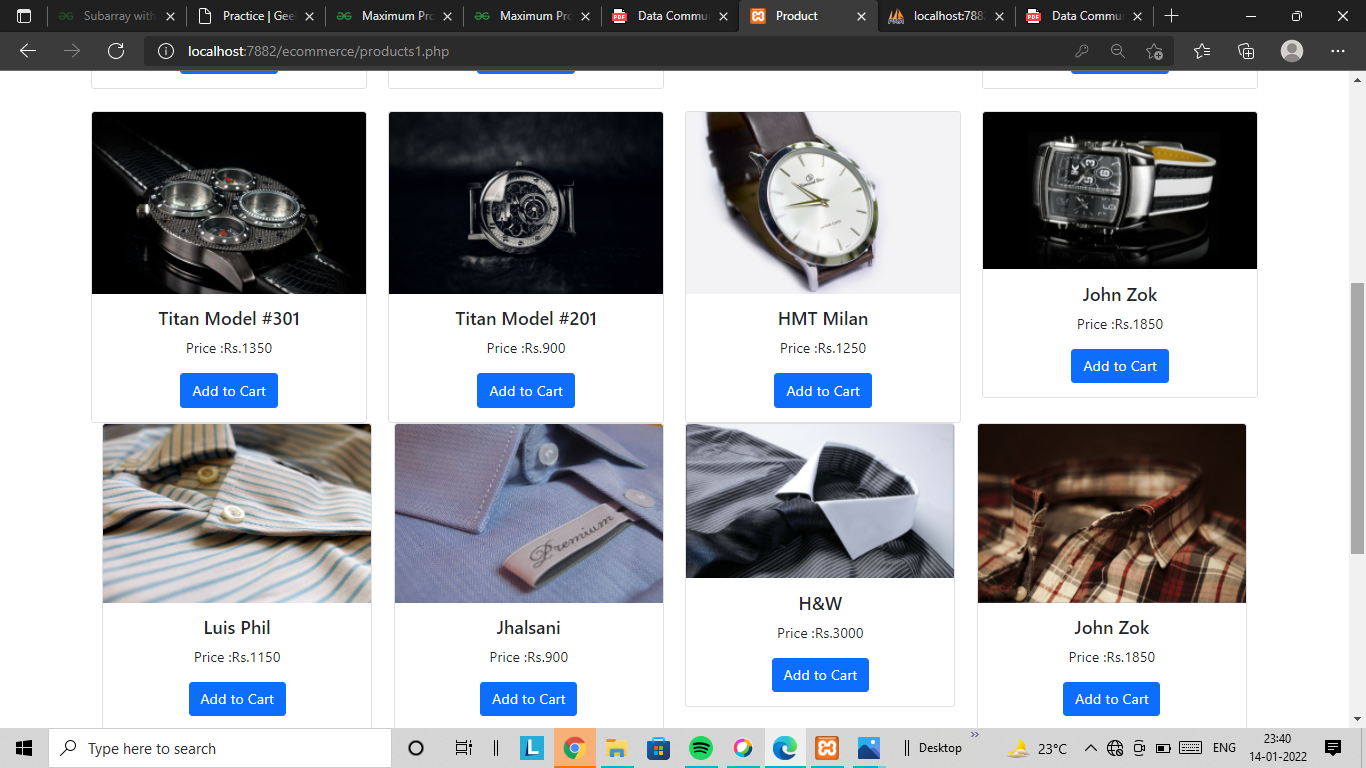 Subarray with
Practice | Gee
Maximum Pro
Maximum Pro
Data Commu
Product
localhost:788
Data Commu
localhost:7882/ecommerce/products1.php
Titan Model #301
Price :Rs.1350
Add to Cart
Titan Model #201
Price :Rs.900
Add to Cart
HMT Milan
Price :Rs.1250
Add to Cart
John Zok
Price :Rs.1850
Add to Cart
Premium
Luis Phil
Price :Rs.1150
Add to Cart
Jhalsani
Price :Rs.900
Add to Cart
H&W
Price :Rs.3000
Add to Cart
John Zok
Price :Rs.1850
Add to Cart
Type here to search
Desktop
23°C
ENG
23:40
14-01-2022